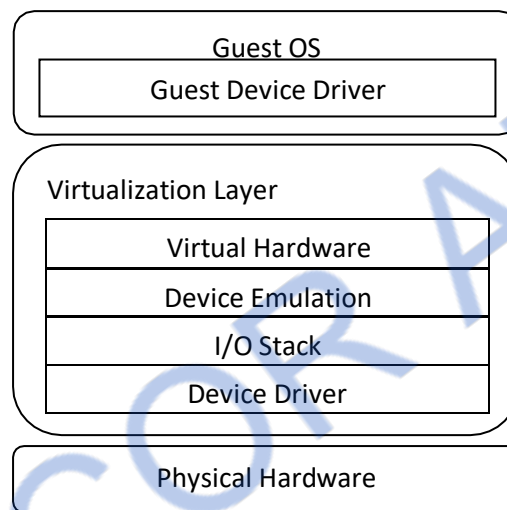 Guest OS
Guest Device Driver
Virtualization Layer
Virtual Hardware
Device Emulation
I/O Stack
Device Driver
Physical Hardware